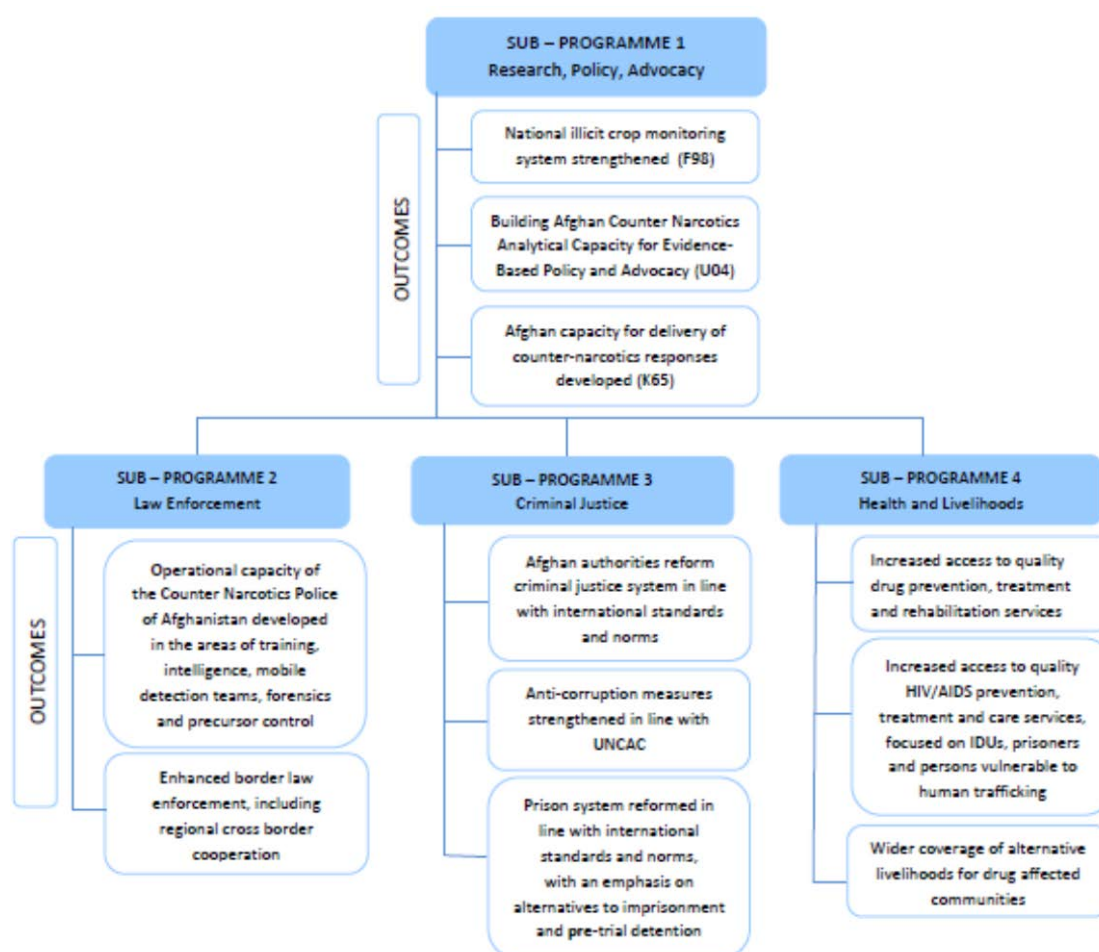 SUB – PROGRAMME 1
Research, Policy, Advocacy
OUTCOMES
National illicit crop monitoring
system strengthened (F98)
Building Afghan Counter Narcotics
Analytical Capacity for Evidence-
Based Policy and Advocacy (U04)
Afghan capacity for delivery of
counter-narcotics responses
developed (K65)
SUB – PROGRAMME 2
Law Enforcement
OUTCOMES
Operational capacity of
the Counter Narcotics Police
of Afghanistan developed
in the areas of training,
intelligence, mobile
detection teams, forensics
and precursor control
Enhanced border law
enforcement, including
regional cross border
cooperation
SUB – PROGRAMME 3
Criminal Justice
Afghan authorities reform
criminal justice system in line
with international standards
and norms
Anti-corruption measures
strengthened in line with
UNCAC
Prison system reformed in
line with international
standards and norms,
with an emphasis on
alternatives to imprisonment
and pre-trial detention
SUB – PROGRAMME 4
Health and Livelihoods
Increased access to quality
drug prevention, treatment
and rehabilitation services
Increased access to quality
HIV/AIDS prevention,
treatment and care services,
focused on IDUs, prisoners
and persons vulnerable to
human trafficking
Wider coverage of alternative
livelihoods for drug affected
communities